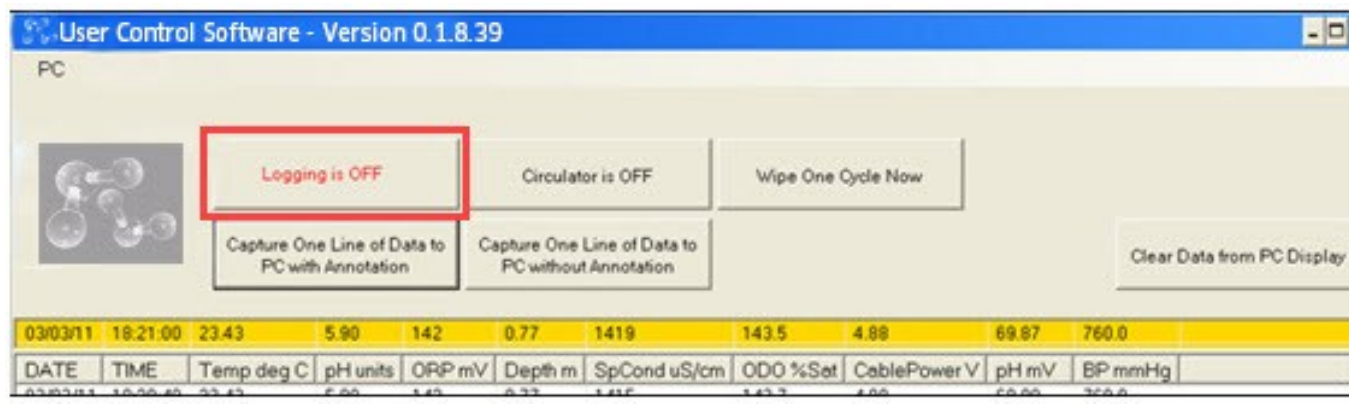 User Control Software - Version 0.1.8.39
PC
Logging is OFF
Circulator is OFF
Wipe One Cycle Now
Capture One Line of Data to
PC with Annotation
Capture One Line of Data to
PC without Annotation
Clear Data from PC Display
03/03/11 18:21:00 23.43 5.90 142 0.77 1419 143.5 4.88 69.87 760.0
DATE TIME Temp deg C pH units ORP mV Depth m SpCond uS/cm ODO %Sat CablePower V pH mV BP mmHg